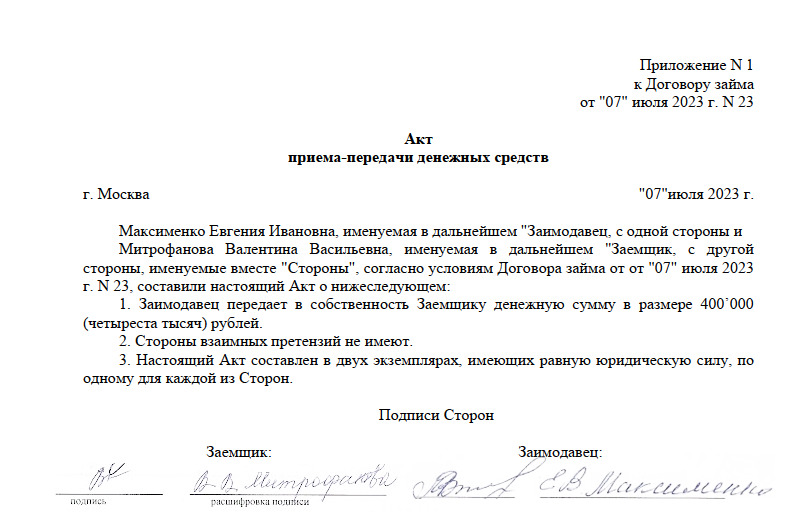 Приложение N 1
к Договору займа
от "07" июля 2023 г. N 23
Акт
приема-передачи денежных средств
г. Москва "07"июля 2023 г.
Максименко Евгения Ивановна, именуемая в дальнейшем "Заимодавец, с одной стороны и
Митрофанова Валентина Васильевна, именуемая в дальнейшем "Заемщик, с другой
стороны, именуемые вместе "Стороны", согласно условиям Договора займа от от "07" июля 2023
г. N 23, составили настоящий Акт о нижеследующем:
1. Заимодавец передает в собственность Заемщику денежную сумму в размере 400’000
(четыреста тысяч) рублей.
2. Стороны взаимных претензий не имеют.
3. Настоящий Акт составлен в двух экземплярах, имеющих равную юридическую силу, по
одному для каждой из Сторон.
Подписи Сторон
Заемщик: Заимодавец:
В В Митрофанова Е В Максименко
подпись расшифровка подписи